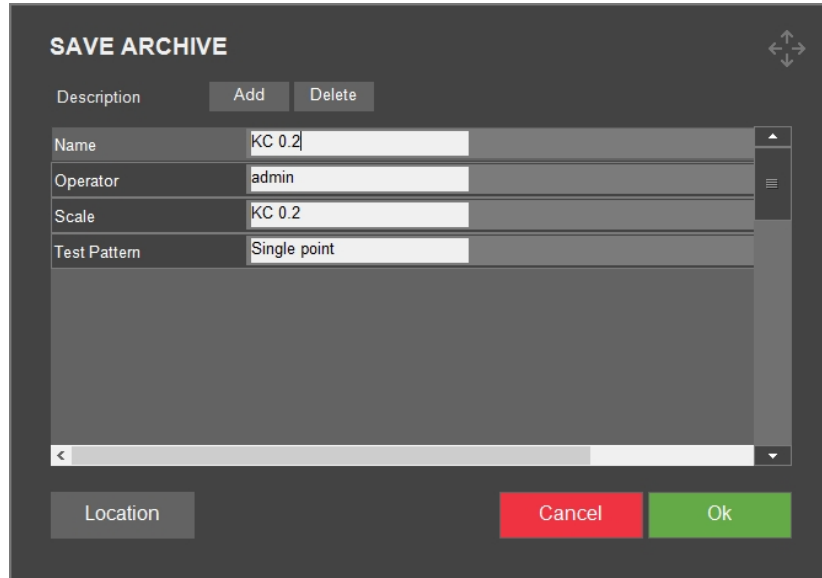 SAVE ARCHIVE
Description Add Delete
Name KC 0.2
Operator admin
Scale KC 0.2
Test Pattern Single point
Location Cancel Ok